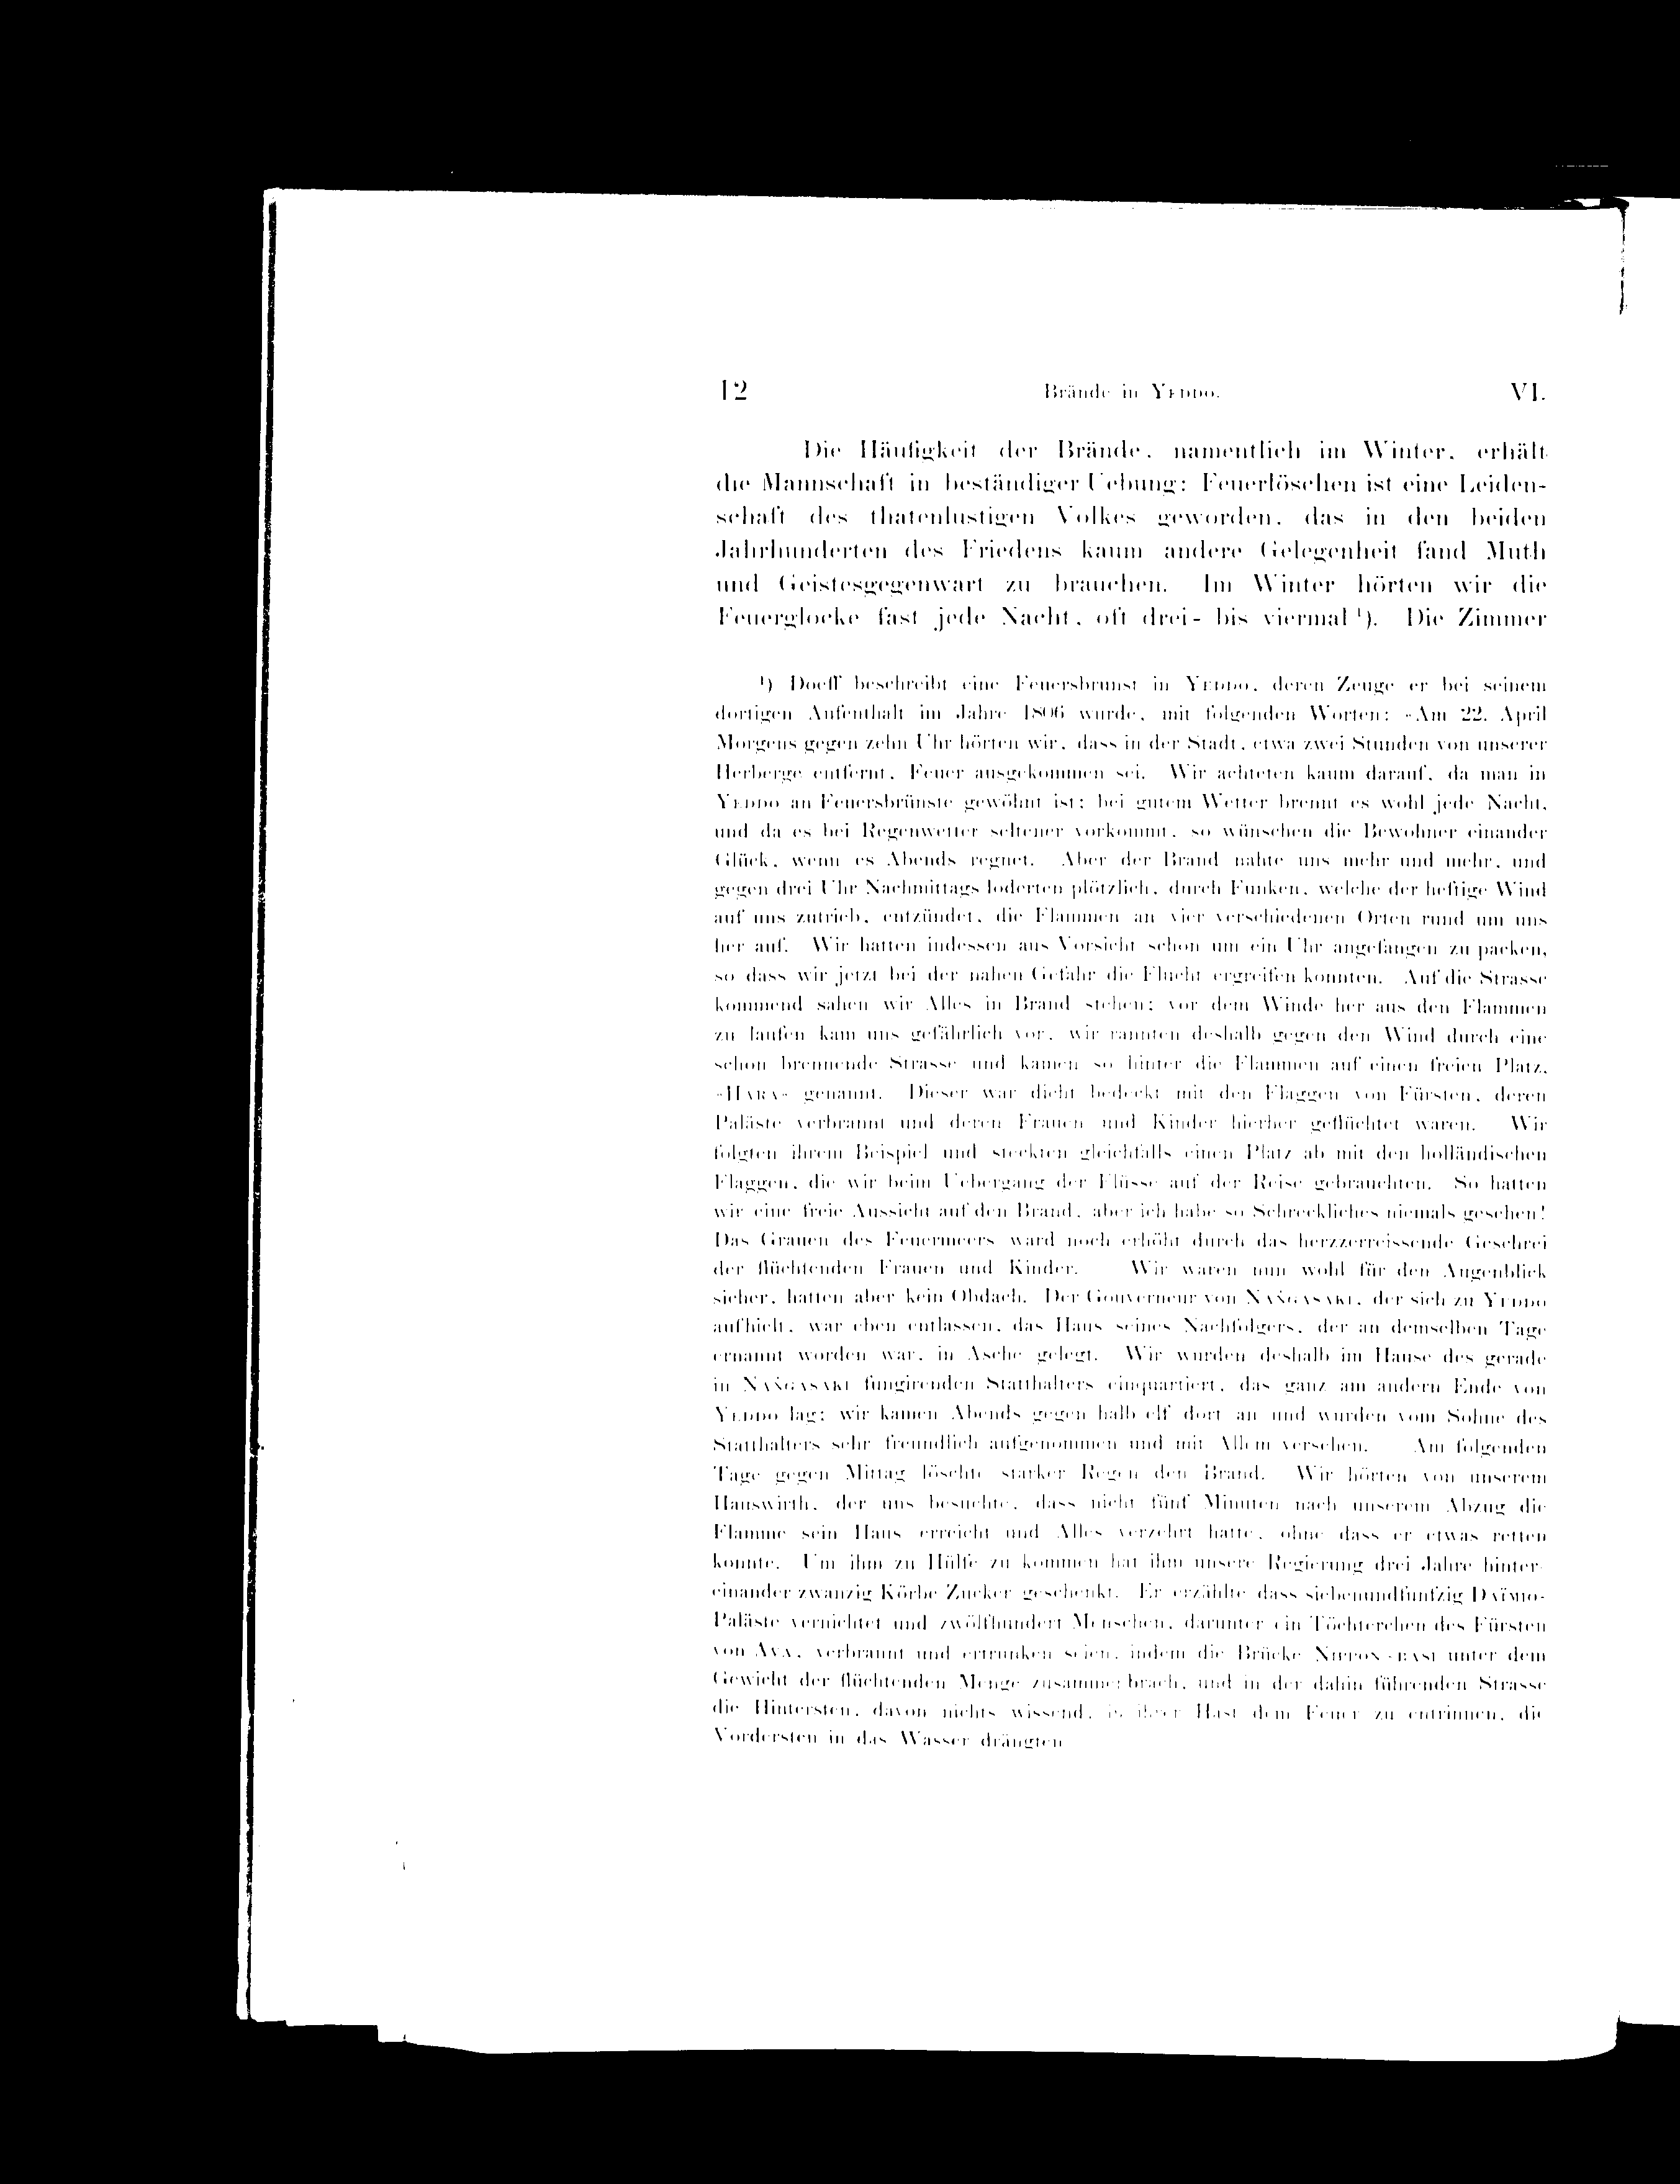 12 Brände in YEDDO. VI.
Die Häufigkeit der Brände, namentlich im Winter, erhält
die Mannschaft in beständiger Uebung; Feuerlöschen ist eine Leiden-
schaft des thatenlustigen Volkes geworden, das in den beiden
Jahrhunderten des Friedens kaum andere Gelegenheit fand Muth
und Geistesgegenwart zu brauchen. Im Winter hörten wir die
Feuerglocke fast jede Nacht, oft drei- bis viermal ¹). Die Zimmer
¹) Doeff beschreibt eine Feuersbrunst in YEDDO, deren Zeuge er bei seinem
dortigen Aufenthalt im Jahre 1806 wurde, mit folgenden Worten: »Am 22. April
Morgens gegen zehn Uhr hörten wir, dass in der Stadt, etwa zwei Stunden von unserer
Herberge entfernt, Feuer ausgekommen sei. Wir achteten kaum darauf, da man in
YEDDO an Feuersbrünste gewöhnt ist; bei gutem Wetter brennt es wohl jede Nacht,
und da es bei Regenwetter seltener vorkommt, so wünschen die Bewohner einander
Glück, wenn es Abends regnet. Aber der Brand nahte uns mehr und mehr, und
gegen drei Uhr Nachmittags loderten plötzlich, durch Funken, welche der heftige Wind
auf uns zutrieb, entzündet, die Flammen an vier verschiedenen Orten rund um uns
her auf. Wir hatten indessen aus Vorsicht schon um ein Uhr angefangen zu packen,
so dass wir jetzt bei der nahen Gefahr die Flucht ergreifen konnten. Auf die Strasse
kommend sahen wir Alles in Brand stehen; vor dem Winde her aus den Flammen
zu laufen kam uns gefährlich vor, wir rannten deshalb gegen den Wind durch eine
schon brennende Strasse und kamen so hinter die Flammen auf einen freien Platz,
»HARA« genannt. Dieser war dicht bedeckt mit den Flaggen von Fürsten, deren
Paläste verbrannt und deren Frauen und Kinder hierher geflüchtet waren. Wir
folgten ihrem Beispiel und steckten gleichfalls einen Platz ab mit den holländischen
Flaggen, die wir beim Uebergang der Flüsse auf der Reise gebrauchten. So hatten
wir eine freie Aussicht auf den Brand, aber ich habe so Schreckliches niemals gesehen!
Das Grauen des Feuermeers ward noch erhöht durch das herzzerreissende Geschrei
der flüchtenden Frauen und Kinder. Wir waren nun wohl für den Augenblick
sicher, hatten aber kein Obdach. Der Gouverneur von NAṄGASAKI, der sich zu YEDDO
aufhielt, war eben entlassen, das Haus seines Nachfolgers, der an demselben Tage
ernannt worden war, in Asche gelegt. Wir wurden deshalb im Hause des gerade
in NAṄGASAKI fungirenden Statthalters einquartiert, das ganz am andern Ende von
YEDDO lag; wir kamen Abends gegen halb elf dort an und wurden vom Sohne des
Statthalters sehr freundlich aufgenommen und mit Allem versehen. Am folgenden
Tage gegen Mittag löschte starker Regen den Brand. Wir hörten von unserem
Hauswirth, der uns besuchte, dass nicht fünf Minuten nach unserem Abzug die
Flamme sein Haus erreicht und Alles verzehrt hatte, ohne dass er etwas retten
konnte. Um ihm zu Hülfe zu kommen hat ihm unsere Regierung drei Jahre hinter-
einander zwanzig Körbe Zucker geschenkt. Er erzählte dass siebenundfünfzig DAÏMIO-
Paläste vernichtet und zwölfhundert Menschen, darunter ein Töchterchen des Fürsten
von AVA, verbrannt und ertrunken seien, indem die Brücke NIPPON-BASI unter dem
Gewicht der flüchtenden Menge zusammenbrach, und in der dahin führenden Strasse
die Hintersten, davon nichts wissend, in ihrer Hast dem Feuer zu entrinnen, die
Vordersten in das Wasser drängten